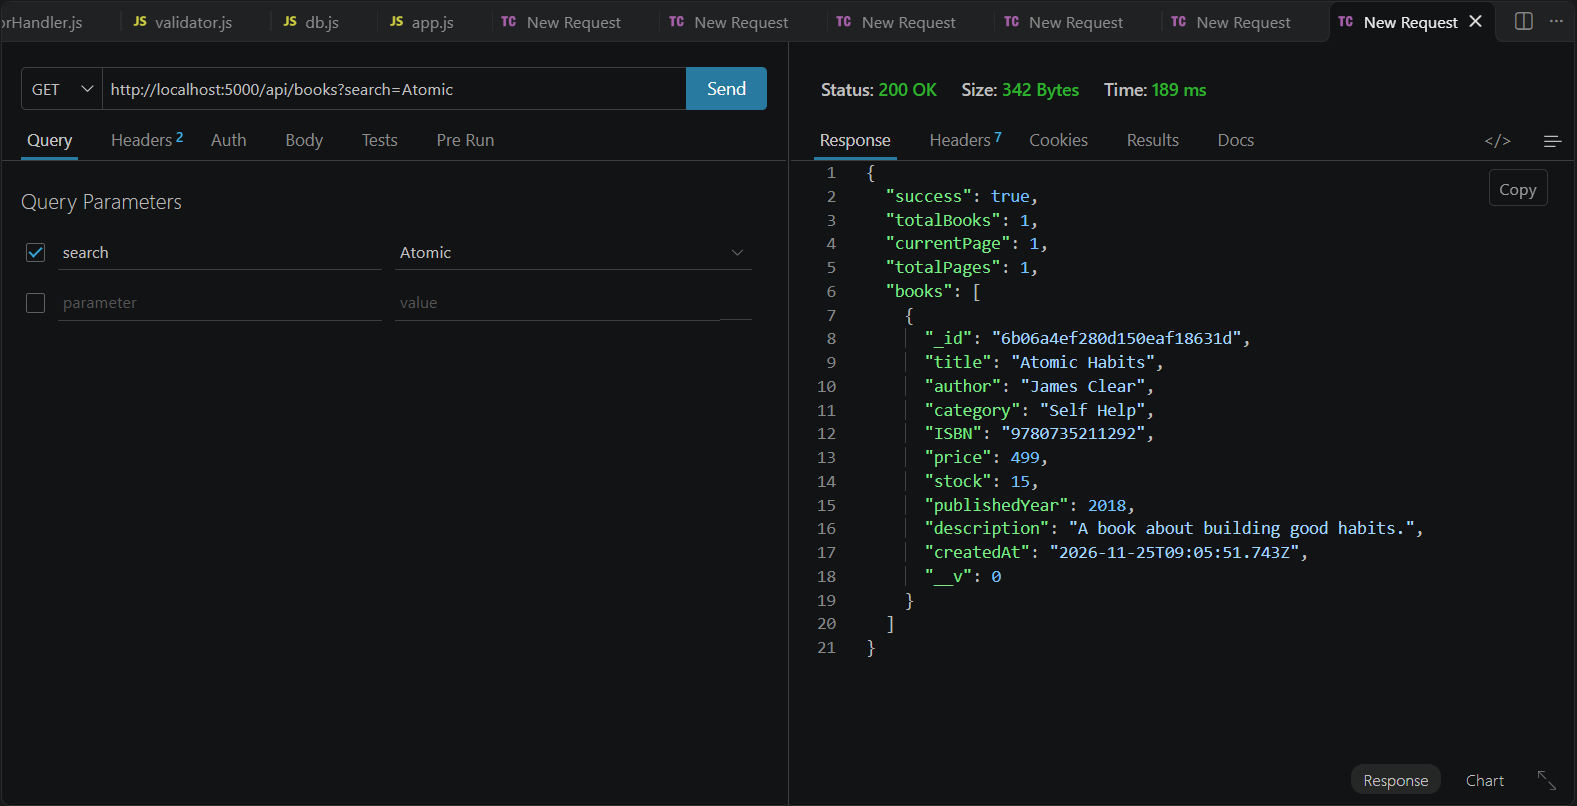 orHandler.js JS validator.js JS db.js JS app.js TC New Request TC New Request TC New Request TC New Request TC New Request TC New Request
GET http://localhost:5000/api/books?search=Atomic Send
Query Headers 2 Auth Body Tests Pre Run
Query Parameters
search Atomic
parameter value
Status: 200 OK Size: 342 Bytes Time: 189 ms
Response Headers 7 Cookies Results Docs </>
Copy
1 {
2 "success": true,
3 "totalBooks": 1,
4 "currentPage": 1,
5 "totalPages": 1,
6 "books": [
7 {
8 "_id": "6b06a4ef280d150eaf18631d",
9 "title": "Atomic Habits",
10 "author": "James Clear",
11 "category": "Self Help",
12 "ISBN": "9780735211292",
13 "price": 499,
14 "stock": 15,
15 "publishedYear": 2018,
16 "description": "A book about building good habits.",
17 "createdAt": "2026-11-25T09:05:51.743Z",
18 "__v": 0
19 }
20 ]
21 }
Response Chart